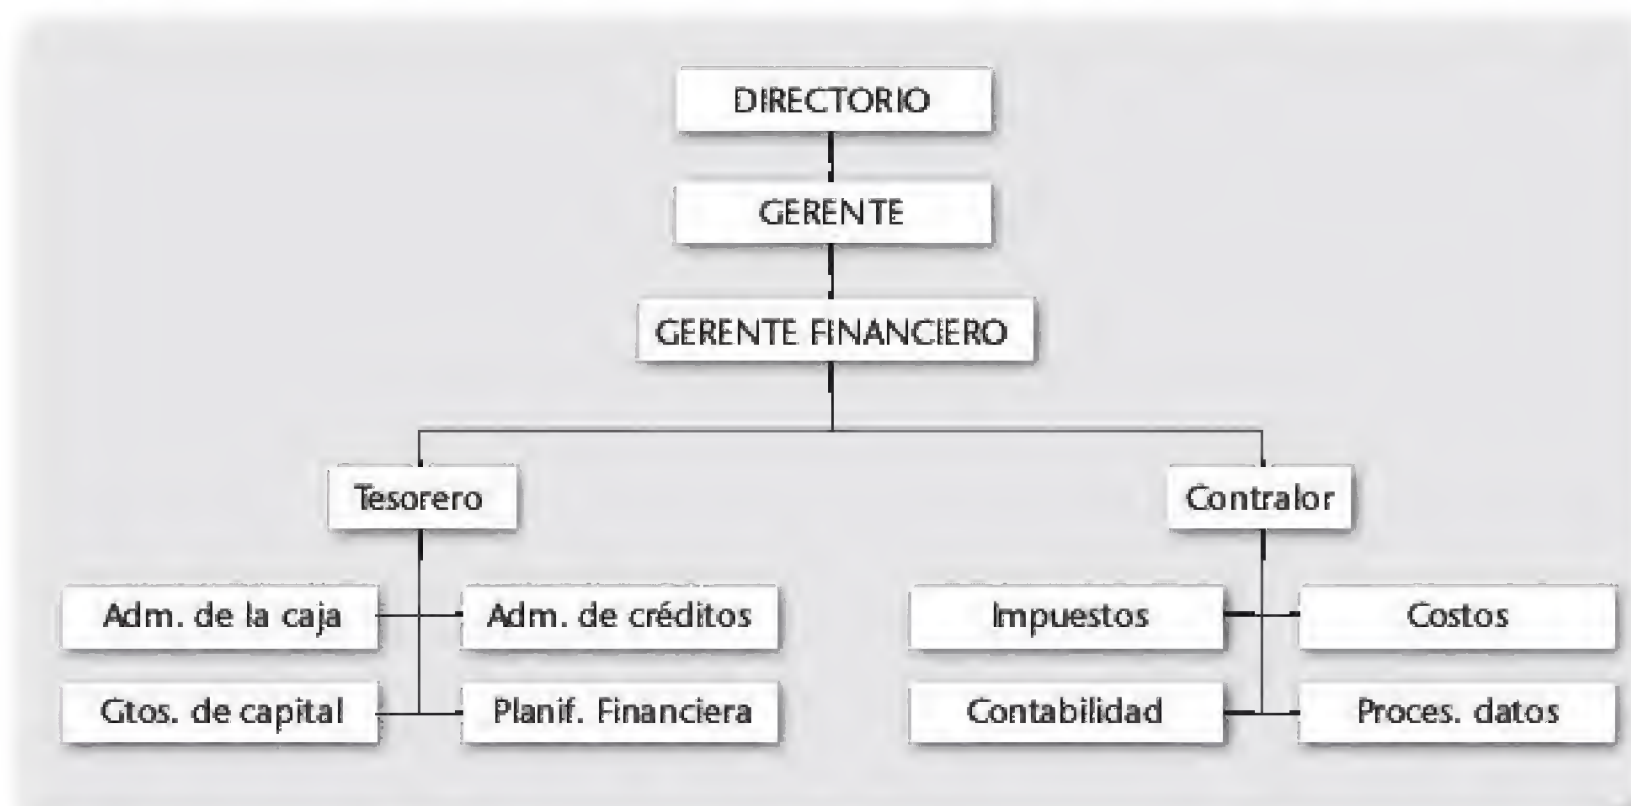 DIRECTORIO
GERENTE
GERENTE FINANCIERO
Tesorero
Contralor
Adm. de la caja
Adm. de créditos
Impuestos
Costos
Gtos. de capital
Planif. Financiera
Contabilidad
Proces. datos